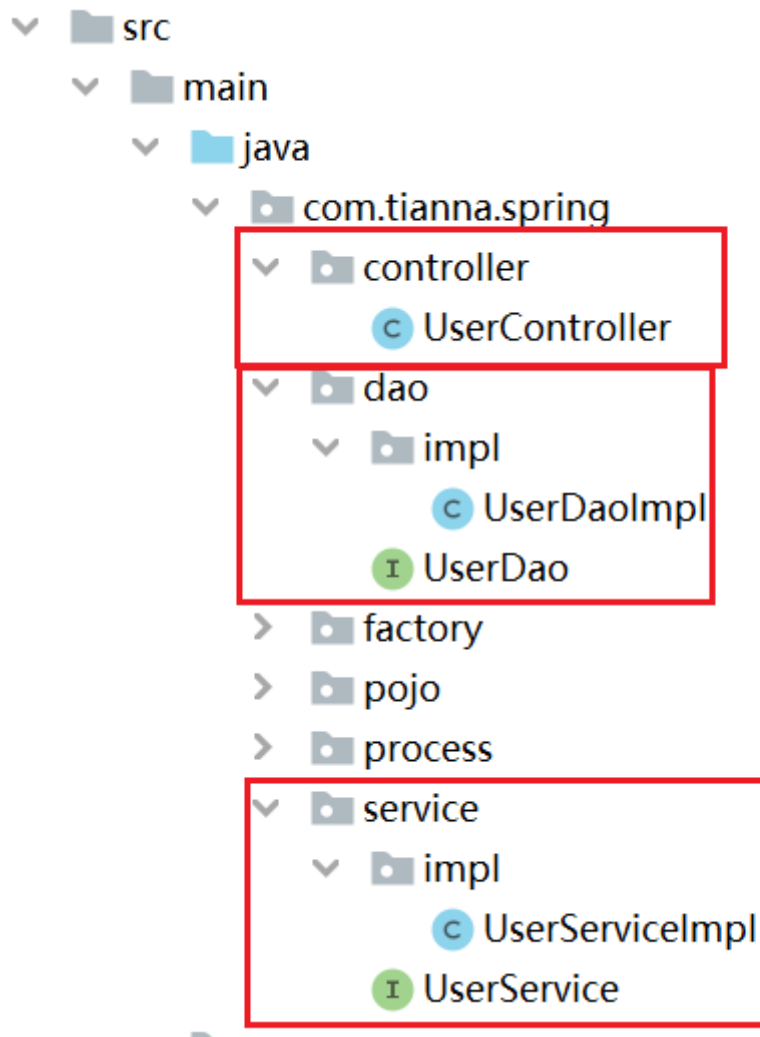 src
main
java
com.tianna.spring
controller
C UserController
dao
impl
C UserDaoImpl
I UserDao
factory
pojo
process
service
impl
C UserServiceImpl
I UserService